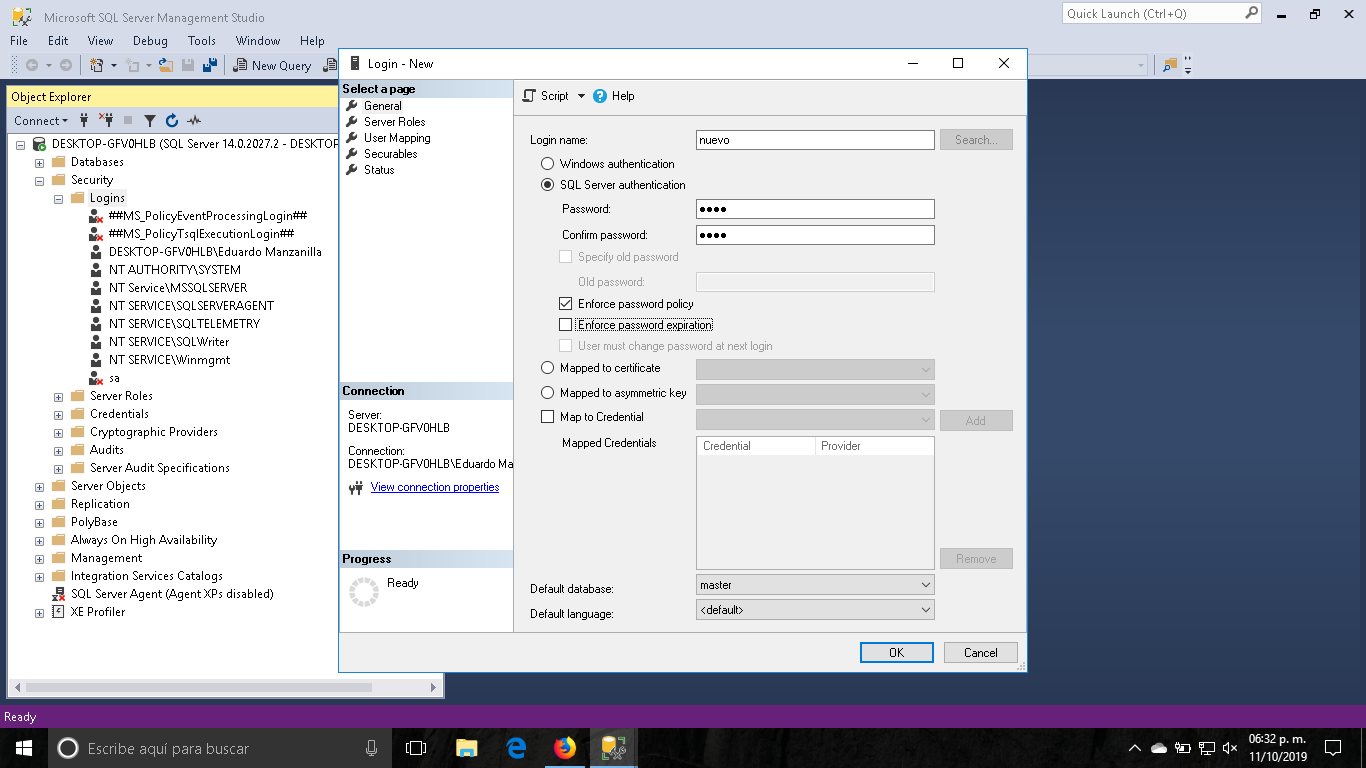 Microsoft SQL Server Management Studio
Quick Launch (Ctrl+Q)
File Edit View Debug Tools Window Help
New Query
Object Explorer
Connect
DESKTOP-GFV0HLB (SQL Server 14.0.2027.2 - DESKTOP
Databases
Security
Logins
##MS_PolicyEventProcessingLogin##
##MS_PolicyTsqlExecutionLogin##
DESKTOP-GFV0HLB\Eduardo Manzanilla
NT AUTHORITY\SYSTEM
NT Service\MSSQLSERVER
NT SERVICE\SQLSERVERAGENT
NT SERVICE\SQLTELEMETRY
NT SERVICE\SQLWriter
NT SERVICE\Winmgmt
sa
Server Roles
Credentials
Cryptographic Providers
Audits
Server Audit Specifications
Server Objects
Replication
PolyBase
Always On High Availability
Management
Integration Services Catalogs
SQL Server Agent (Agent XPs disabled)
XE Profiler
Login - New
Select a page
General
Server Roles
User Mapping
Securables
Status
Connection
Server:
DESKTOP-GFV0HLB
Connection:
DESKTOP-GFV0HLB\Eduardo Ma
View connection properties
Progress
Ready
Script Help
Login name: nuevo Search...
Windows authentication
SQL Server authentication
Password: ●●●●
Confirm password: ●●●●
Specify old password
Old password:
Enforce password policy
Enforce password expiration
User must change password at next login
Mapped to certificate
Mapped to asymmetric key
Map to Credential Add
Mapped Credentials Credential Provider
Remove
Default database: master
Default language: <default>
OK Cancel
Ready
Escribe aquí para buscar
06:32 p. m.
11/10/2019